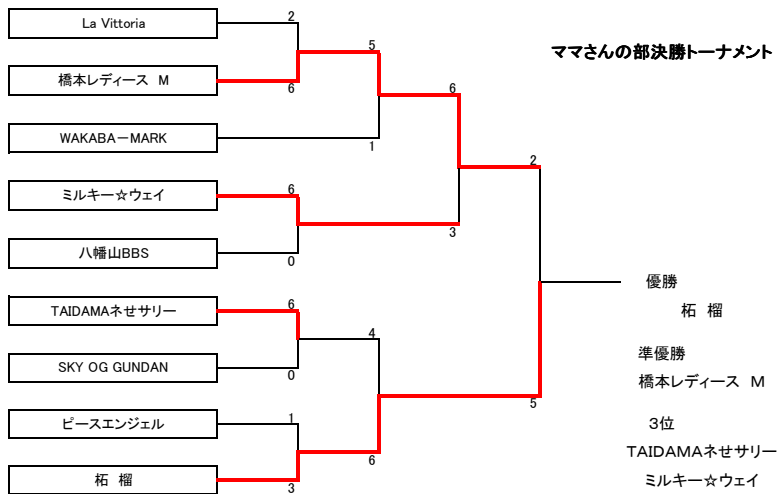 ママさんの部決勝トーナメント
La Vittoria
2
橋本レディース M
6
5
WAKABA－MARK
1
6
ミルキー☆ウェイ
6
八幡山BBS
0
3
2
TAIDAMAネセサリー
6
SKY OG GUNDAN
0
4
ピースエンジェル
1
柘 榴
3
6
5
優勝
柘 榴
準優勝
橋本レディース M
3位
TAIDAMAネセサリー
ミルキー☆ウェイ